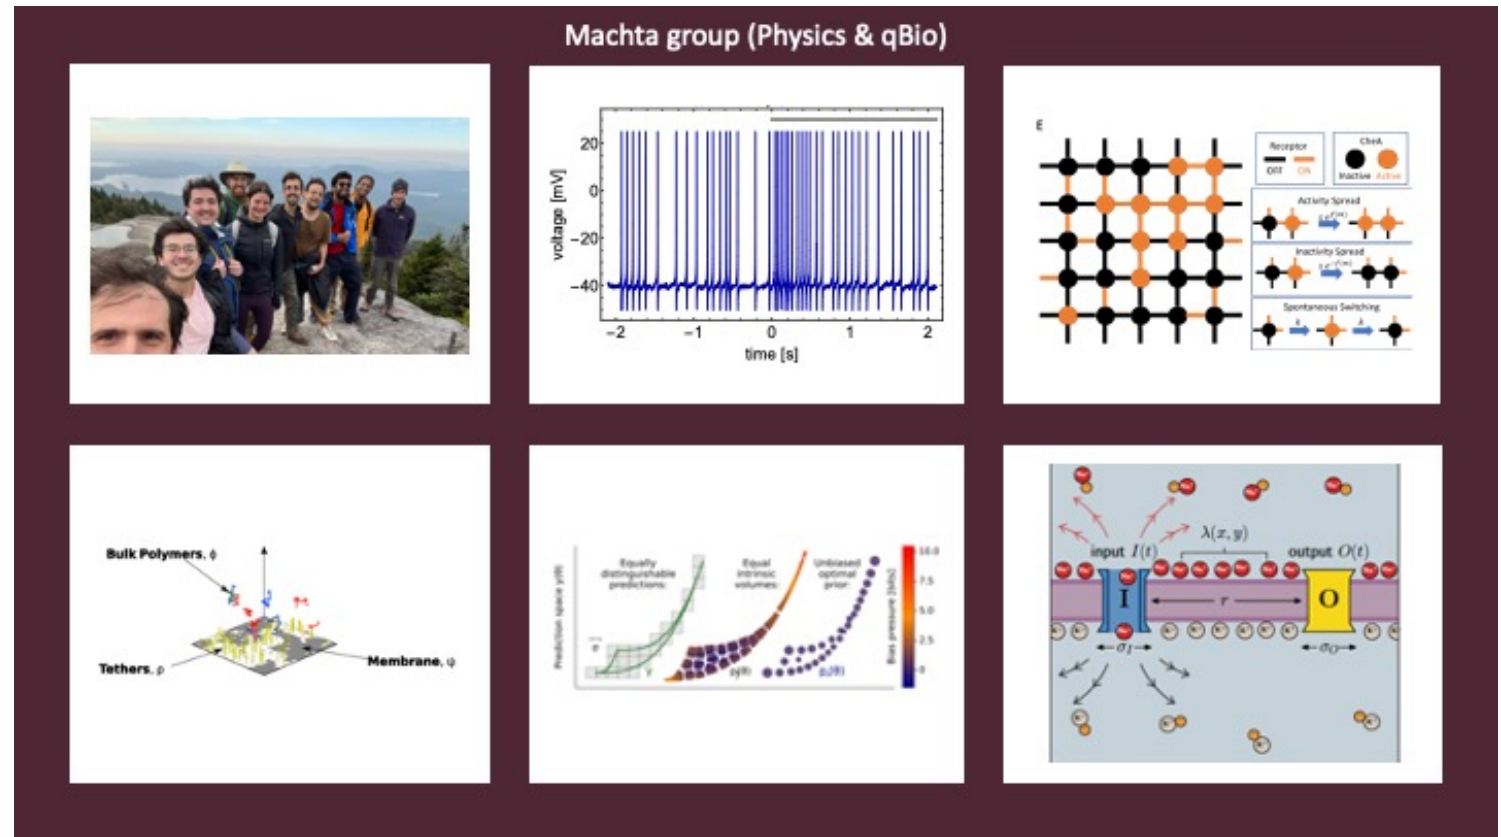 Machta group (Physics & qBio)
voltage [mV]
20
0
−20
−40
−2
−1
0
1
2
time [s]
E
Receptor
OFF ON
CheA
Inactive Active
Activity Spread
Inactivity Spread
Spontaneous Switching
Bulk Polymers, ϕ
Tethers, ρ
Membrane, ψ
Prediction space y(θ)
Equally
distinguishable
predictions:
Equal
intrinsic
volumes:
Unbiased
optimal
prior:
10.0
7.5
5.0
2.5
0
Bias pressure [bits]
input I(t)
λ(x, y)
output O(t)
I
r
O
σI
σO